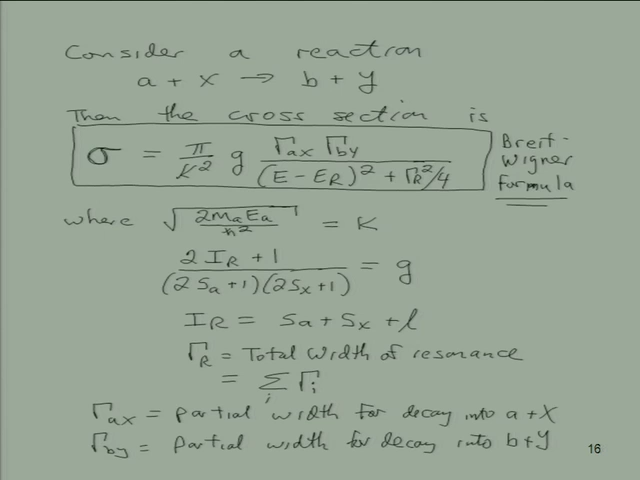 Consider a reaction
a + x → b + y
Then the cross section is
σ = π/K² g Γax Γby / ((E − ER)² + ΓR²/4)
Breit-
Wigner
formula
where √(2MaEa/ħ²) = K
(2IR + 1) / ((2Sa+1)(2Sx+1)) = g
IR = Sa + Sx + l
ΓR = Total Width of resonance
= Σi Γi
Γax = partial width for decay into a+X
Γby = Partial width for decay into b+Y
16